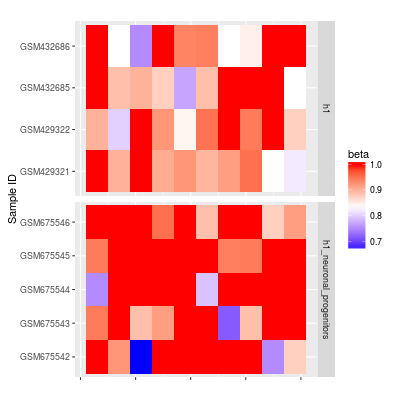 GSM432686
GSM432685
GSM429322
GSM429321
h1
GSM675546
GSM675545
GSM675544
GSM675543
GSM675542
h1_neuronal_progenitors
Sample ID
beta
1.0
0.9
0.8
0.7